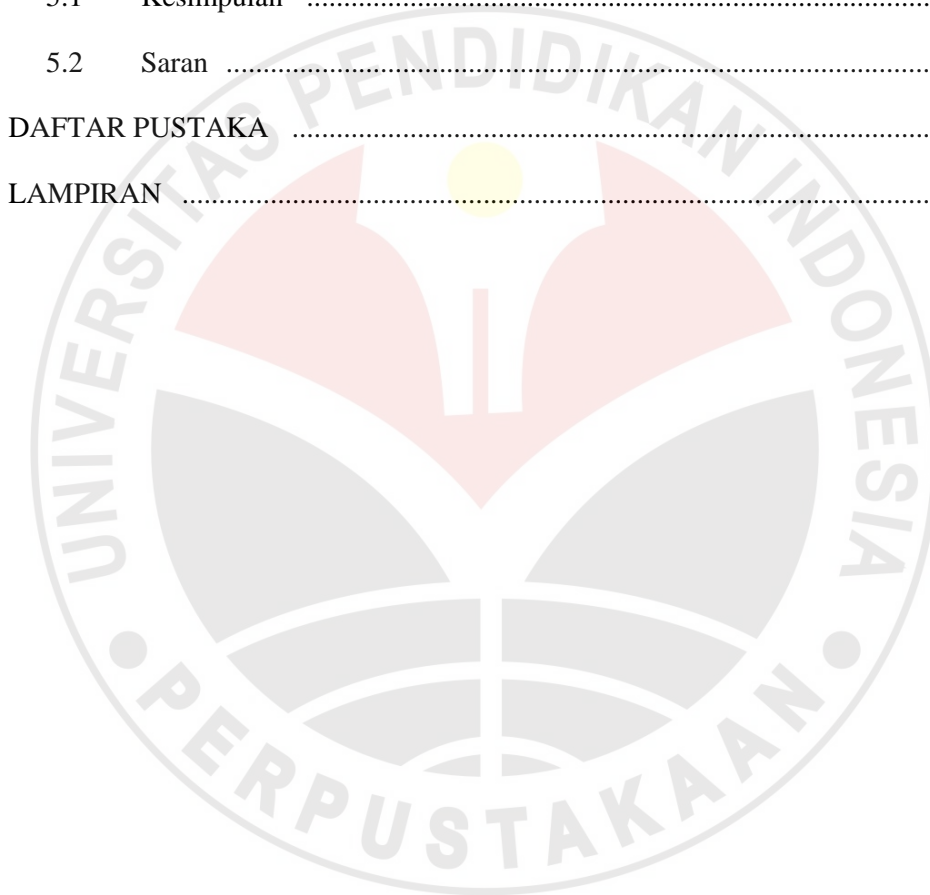 5.1 Kesimpulan ................................................................................
5.2 Saran ..........................................................................................
DAFTAR PUSTAKA .................................................................................
LAMPIRAN ...............................................................................................
UNIVERSITAS PENDIDIKAN INDONESIA
• PERPUSTAKAAN •